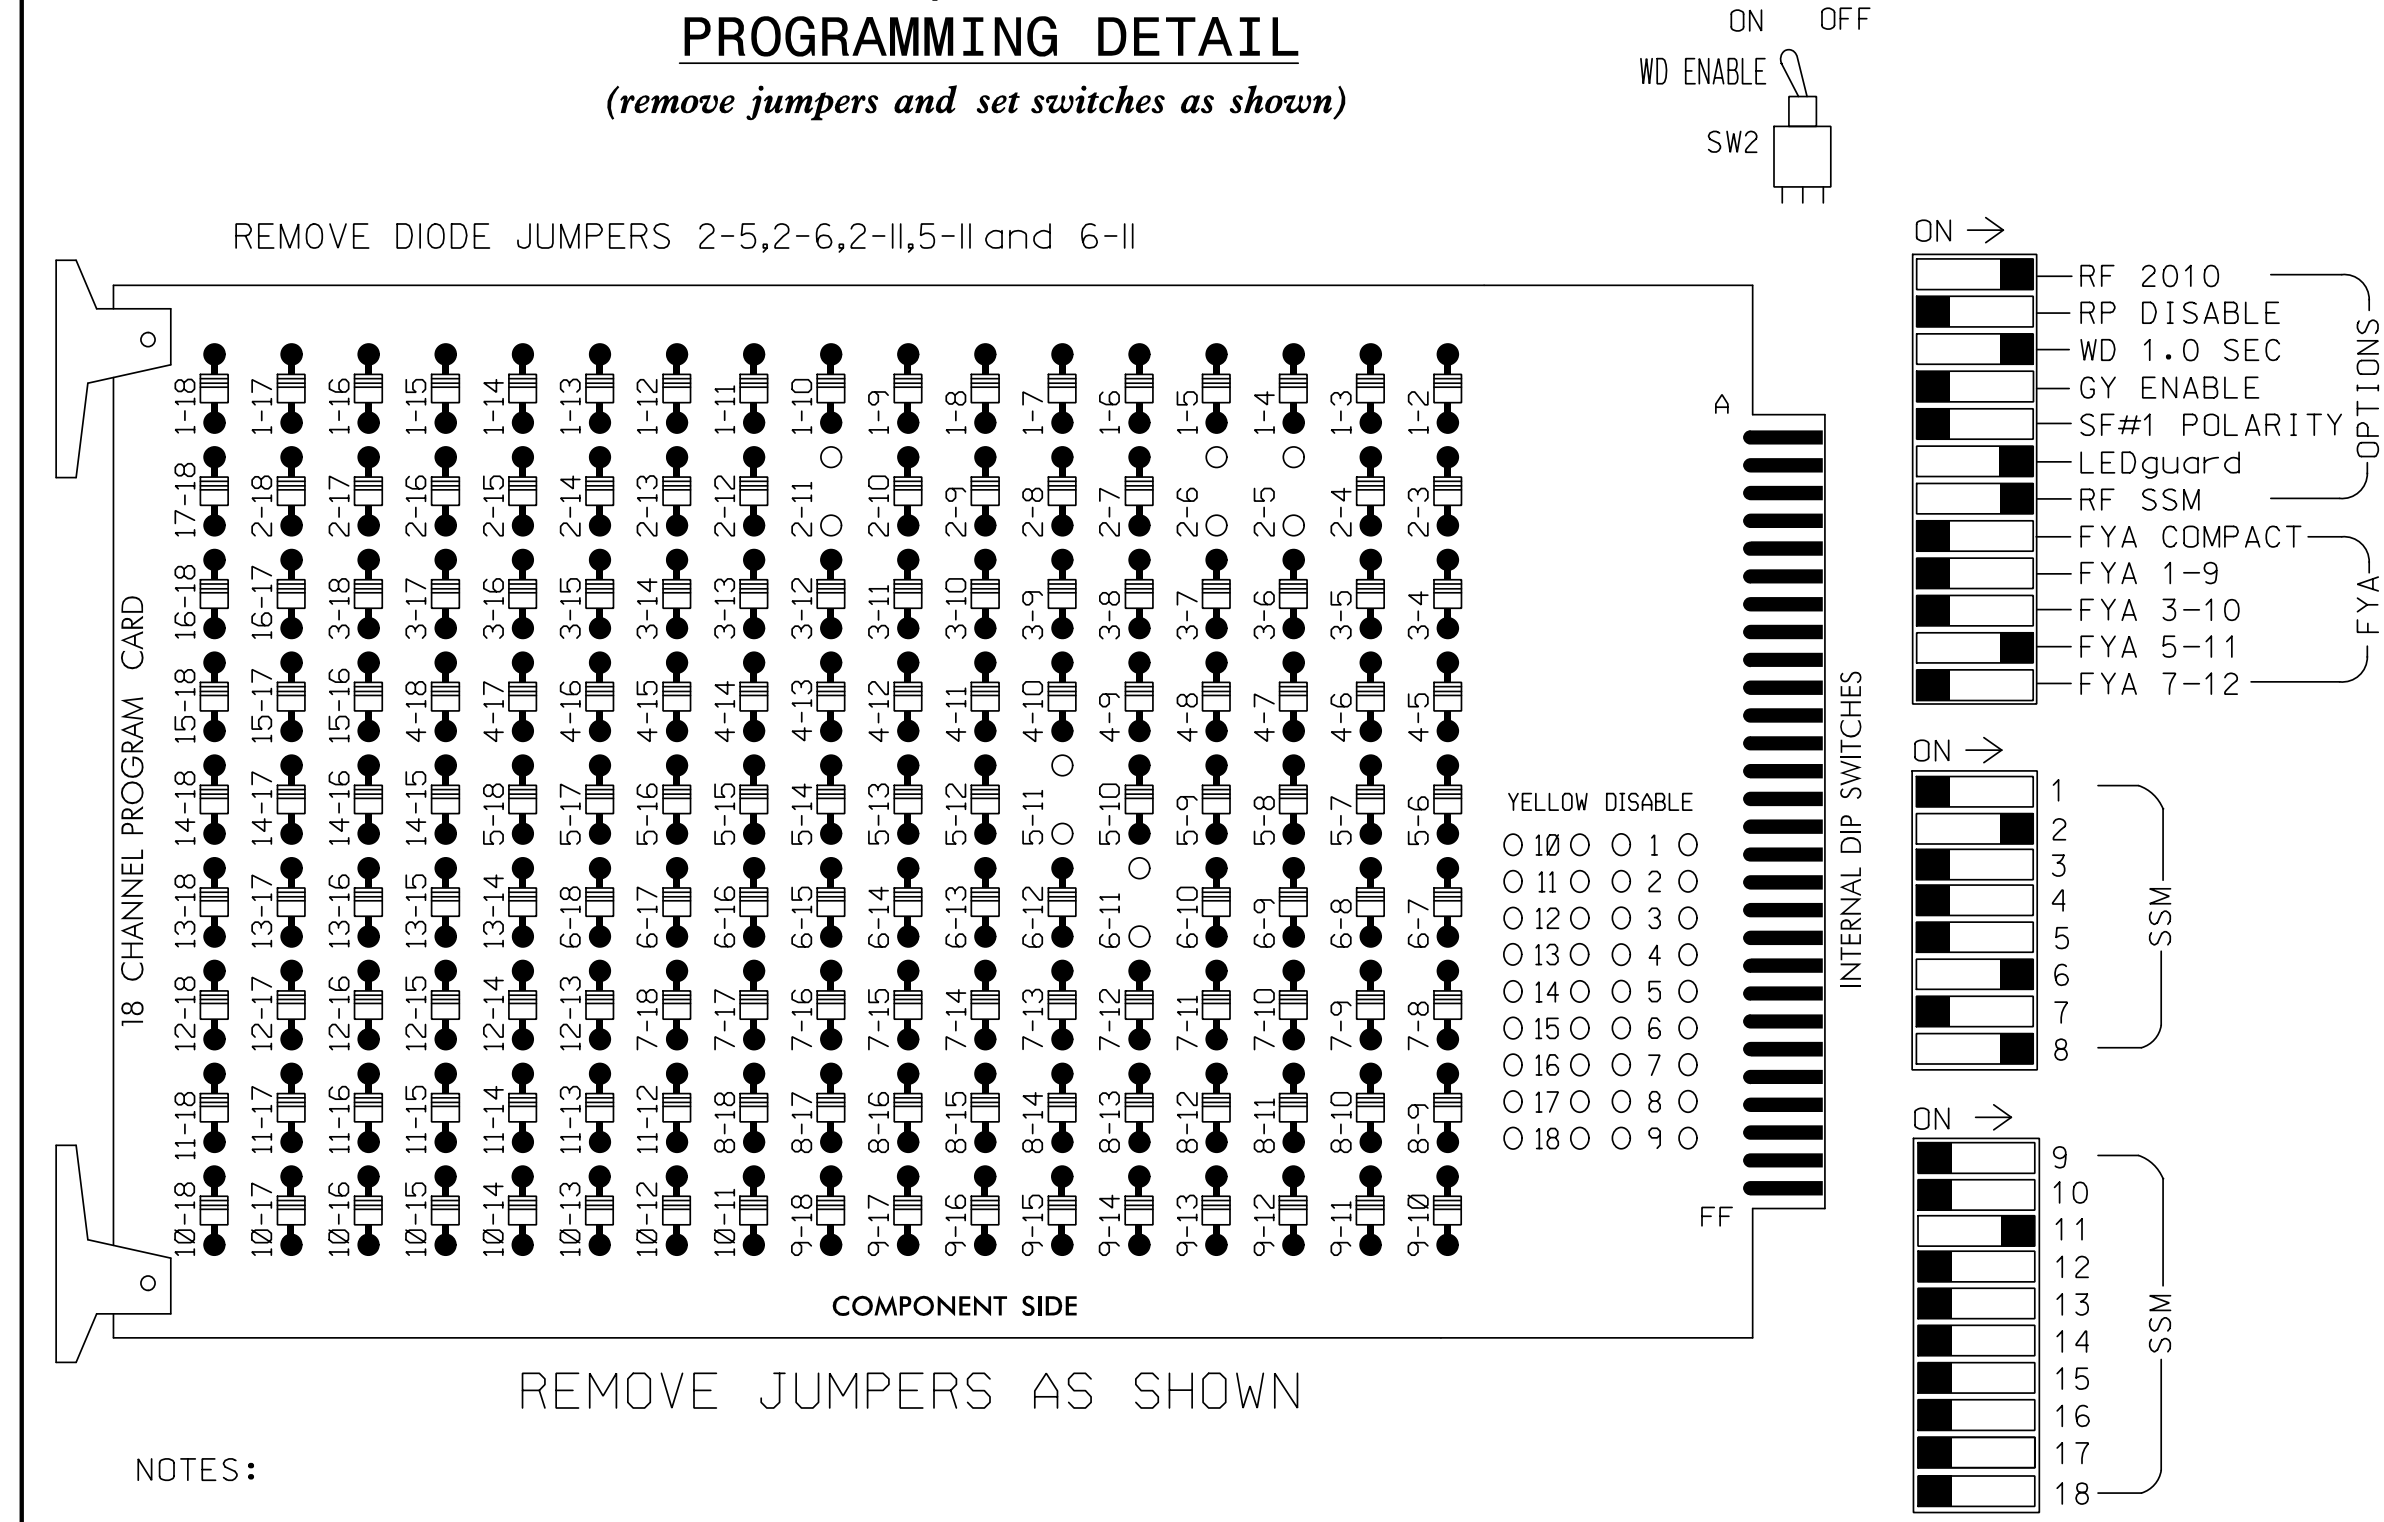 PROGRAMMING DETAIL
(remove jumpers and set switches as shown)
ON OFF
WD ENABLE
SW2
REMOVE DIODE JUMPERS 2-5,2-6,2-11,5-11 and 6-11
1-18 1-17 1-16 1-15 1-14 1-13 1-12 1-11 1-10 1-9 1-8 1-7 1-6 1-5 1-4 1-3 1-2
17-18 2-18 2-17 2-16 2-15 2-14 2-13 2-12 2-11 2-10 2-9 2-8 2-7 2-6 2-5 2-4 2-3
16-18 16-17 3-18 3-17 3-16 3-15 3-14 3-13 3-12 3-11 3-10 3-9 3-8 3-7 3-6 3-5 3-4
15-18 15-17 15-16 4-18 4-17 4-16 4-15 4-14 4-13 4-12 4-11 4-10 4-9 4-8 4-7 4-6 4-5
14-18 14-17 14-16 14-15 5-18 5-17 5-16 5-15 5-14 5-13 5-12 5-11 5-10 5-9 5-8 5-7 5-6
13-18 13-17 13-16 13-15 13-14 6-18 6-17 6-16 6-15 6-14 6-13 6-12 6-11 6-10 6-9 6-8 6-7
12-18 12-17 12-16 12-15 12-14 12-13 7-18 7-17 7-16 7-15 7-14 7-13 7-12 7-11 7-10 7-9 7-8
11-18 11-17 11-16 11-15 11-14 11-13 11-12 8-18 8-17 8-16 8-15 8-14 8-13 8-12 8-11 8-10 8-9
10-18 10-17 10-16 10-15 10-14 10-13 10-12 10-11 9-18 9-17 9-16 9-15 9-14 9-13 9-12 9-11 9-10
18 CHANNEL PROGRAM CARD
A
FF
YELLOW DISABLE
10 1
11 2
12 3
13 4
14 5
15 6
16 7
17 8
18 9
COMPONENT SIDE
INTERNAL DIP SWITCHES
ON
RF 2010
RP DISABLE
WD 1.0 SEC
GY ENABLE
SF#1 POLARITY
LEDguard
RF SSM
OPTIONS
FYA COMPACT
FYA 1-9
FYA 3-10
FYA 5-11
FYA 7-12
FYA
ON
1
2
3
4
5
6
7
8
SSM
ON
9
10
11
12
13
14
15
16
17
18
SSM
REMOVE JUMPERS AS SHOWN
NOTES: